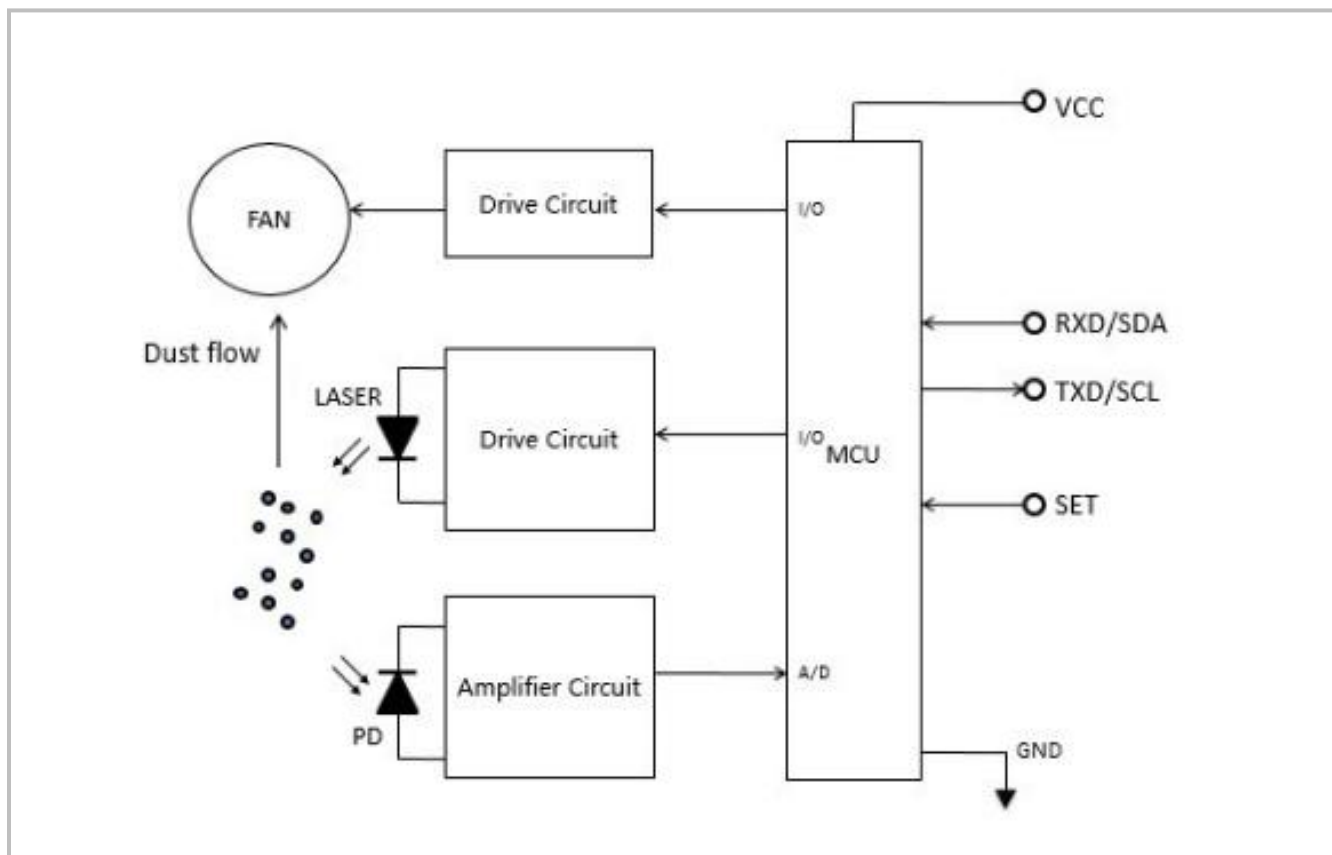 VCC
FAN
Drive Circuit
I/O
RXD/SDA
Dust flow
LASER
TXD/SCL
Drive Circuit
I/O
MCU
SET
A/D
Amplifier Circuit
PD
GND